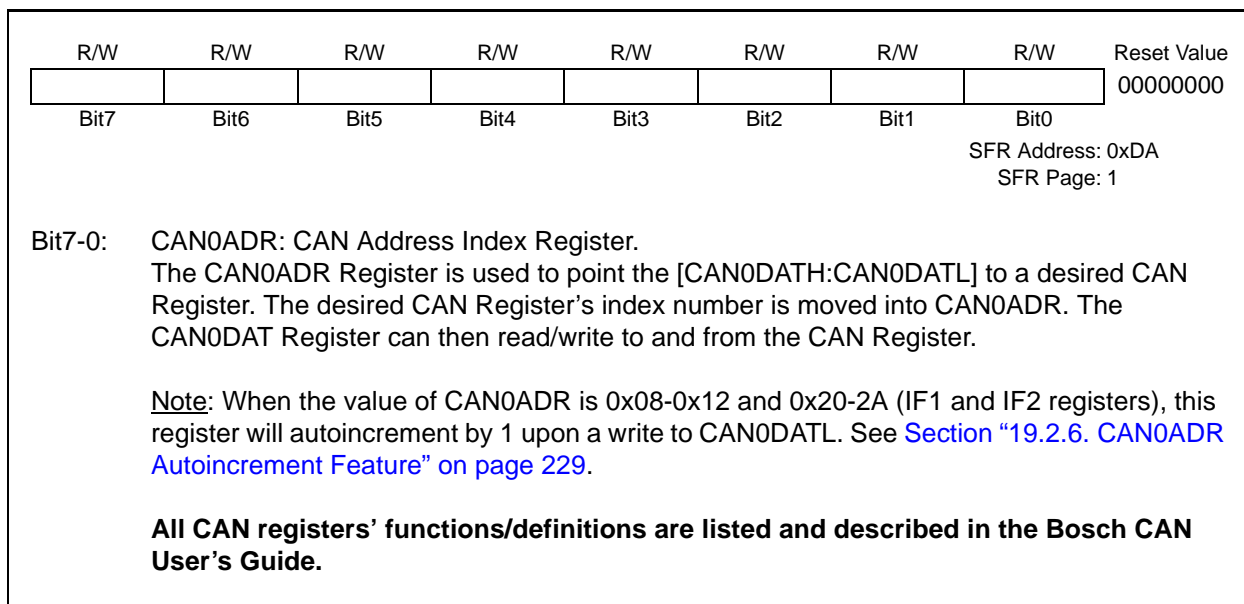 R/W R/W R/W R/W R/W R/W R/W R/W Reset Value
00000000
Bit7 Bit6 Bit5 Bit4 Bit3 Bit2 Bit1 Bit0
SFR Address: 0xDA
SFR Page: 1
Bit7-0: CAN0ADR: CAN Address Index Register.
The CAN0ADR Register is used to point the [CAN0DATH:CAN0DATL] to a desired CAN
Register. The desired CAN Register’s index number is moved into CAN0ADR. The
CAN0DAT Register can then read/write to and from the CAN Register.
Note: When the value of CAN0ADR is 0x08-0x12 and 0x20-2A (IF1 and IF2 registers), this
register will autoincrement by 1 upon a write to CAN0DATL. See Section “19.2.6. CAN0ADR
Autoincrement Feature” on page 229.
All CAN registers’ functions/definitions are listed and described in the Bosch CAN
User’s Guide.